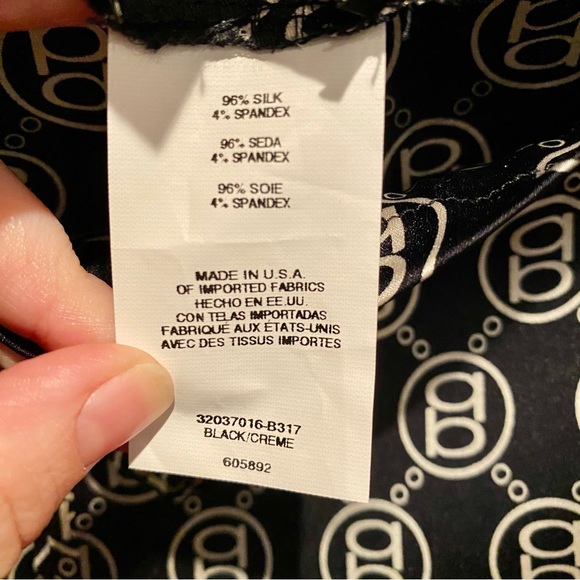 96% SILK
4% SPANDEX
96% SEDA
4% SPANDEX
96% SOIE
4% SPANDEX
MADE IN U.S.A.
OF IMPORTED FABRICS
HECHO EN EE.UU.
CON TELAS IMPORTADAS
FABRIQUÉ AUX ÉTATS-UNIS
AVEC DES TISSUS IMPORTES
32037016-B317
BLACK/CREME
605892